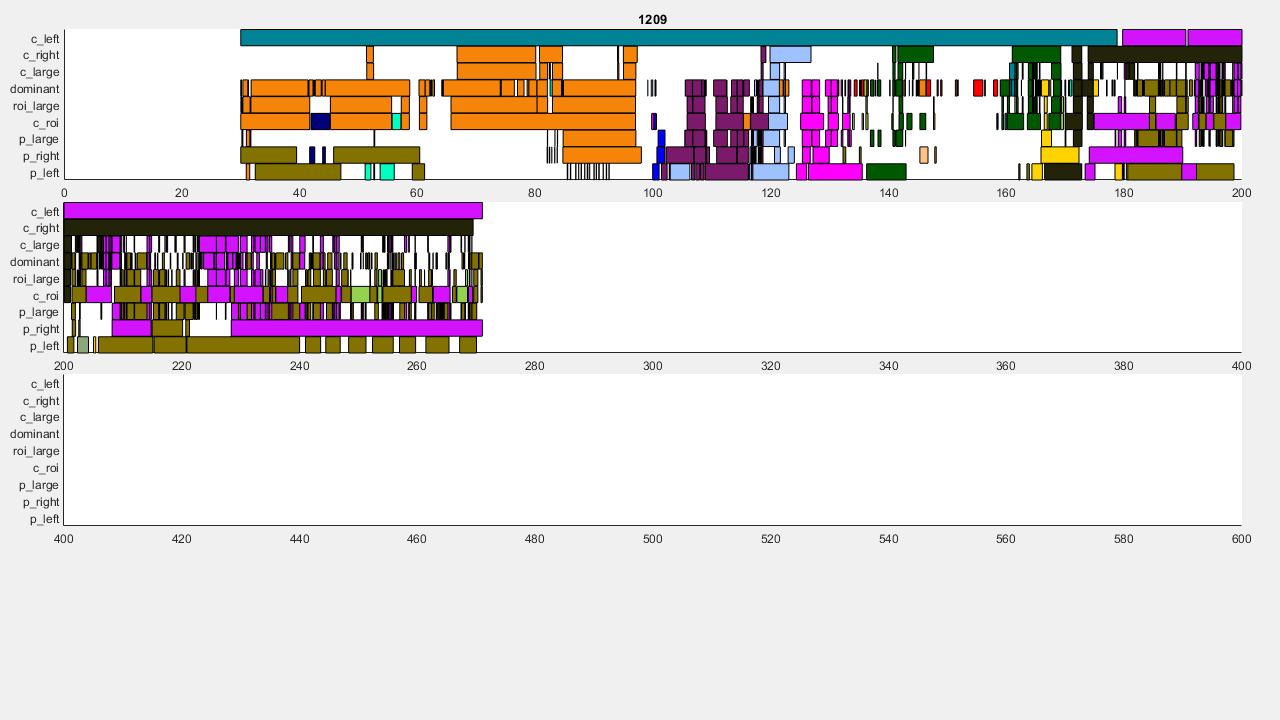 1209
c_left
c_right
c_large
dominant
roi_large
c_roi
p_large
p_right
p_left
0 20 40 60 80 100 120 140 160 180 200
c_left
c_right
c_large
dominant
roi_large
c_roi
p_large
p_right
p_left
200 220 240 260 280 300 320 340 360 380 400
c_left
c_right
c_large
dominant
roi_large
c_roi
p_large
p_right
p_left
400 420 440 460 480 500 520 540 560 580 600